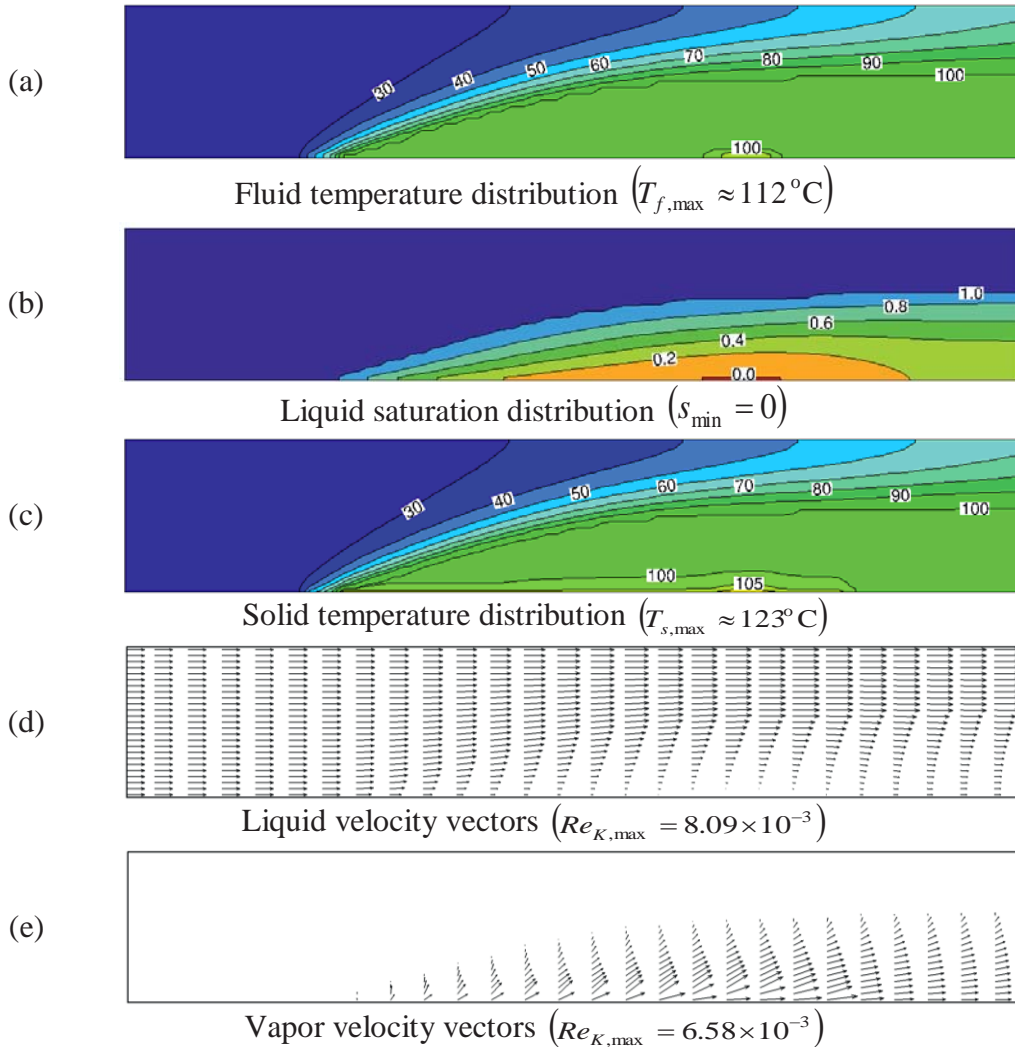 (a)
30 40 50 60 70 80 90 100
100
Fluid temperature distribution (T_{f,max} ≈ 112 °C)
(b)
1.0
0.8
0.6
0.4
0.2
0.0
Liquid saturation distribution (s_{min} = 0)
(c)
30 40 50 60 70 80 90 100
100
105
Solid temperature distribution (T_{s,max} ≈ 123°C)
(d)
Liquid velocity vectors (Re_{K,max} = 8.09×10⁻³)
(e)
Vapor velocity vectors (Re_{K,max} = 6.58×10⁻³)